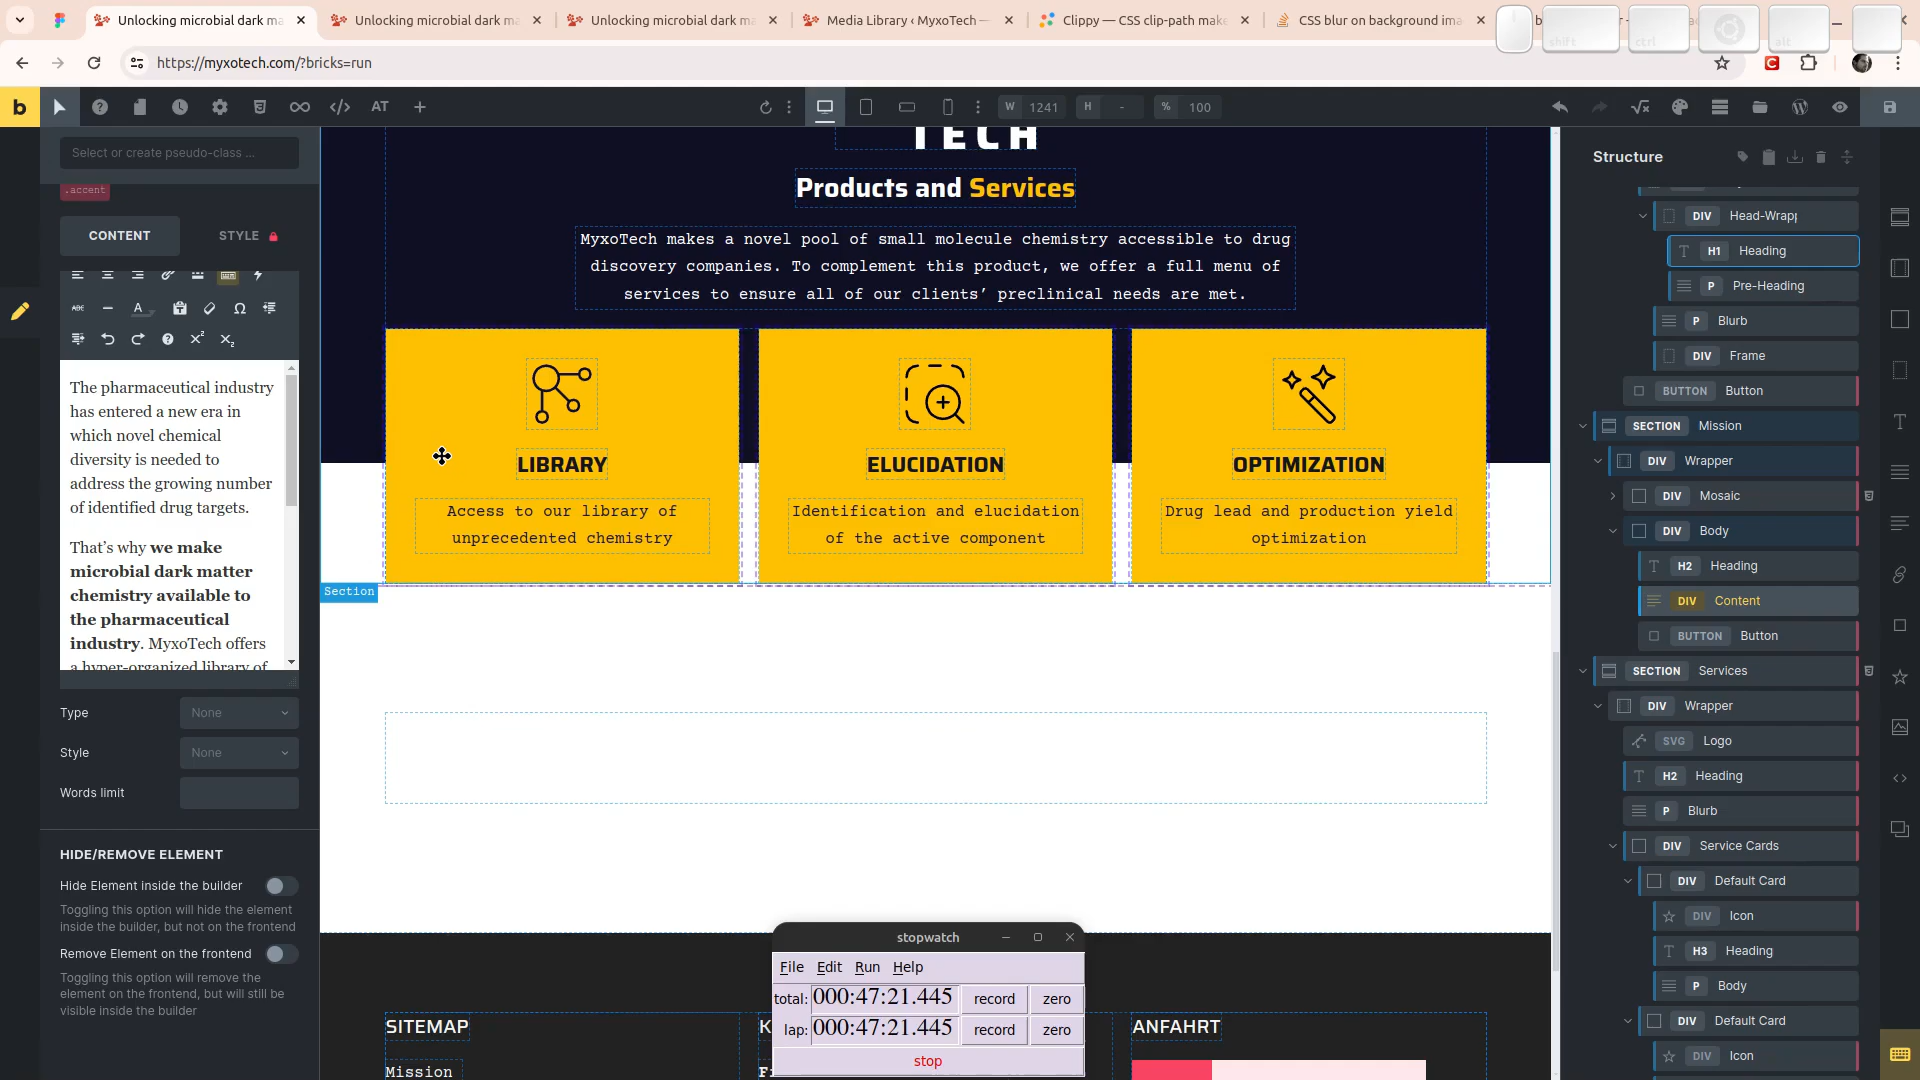 Unlocking microbial dark ma
Unlocking microbial dark ma
Unlocking microbial dark ma
Media Library ‹ MyxoTech —
Clippy — CSS clip-path make
CSS blur on background ima
shift
ctrl
alt
https://myxotech.com/?bricks=run
b
AT
W 1241
H -
% 100
Select or create pseudo-class ...
.accent
CONTENT
STYLE
ABC
The pharmaceutical industry
has entered a new era in
which novel chemical
diversity is needed to
address the growing number
of identified drug targets.
That's why we make
microbial dark matter
chemistry available to
the pharmaceutical
industry. MyxoTech offers
a hyper-organized library of
Type None
Style None
Words limit
HIDE/REMOVE ELEMENT
Hide Element inside the builder
Toggling this option will hide the element
inside the builder, but not on the frontend
Remove Element on the frontend
Toggling this option will remove the
element on the frontend, but will still be
visible inside the builder
TECH
Products and Services
MyxoTech makes a novel pool of small molecule chemistry accessible to drug
discovery companies. To complement this product, we offer a full menu of
services to ensure all of our clients’ preclinical needs are met.
LIBRARY
Access to our library of
unprecedented chemistry
ELUCIDATION
Identification and elucidation
of the active component
OPTIMIZATION
Drug lead and production yield
optimization
Section
SITEMAP
Mission
K
F
ANFAHRT
stopwatch
File Edit Run Help
total: 000:47:21.445 record zero
lap: 000:47:21.445 record zero
stop
Structure
DIV Head-Wrapp
H1 Heading
P Pre-Heading
P Blurb
DIV Frame
BUTTON Button
SECTION Mission
DIV Wrapper
DIV Mosaic
DIV Body
H2 Heading
DIV Content
BUTTON Button
SECTION Services
DIV Wrapper
SVG Logo
H2 Heading
P Blurb
DIV Service Cards
DIV Default Card
DIV Icon
H3 Heading
P Body
DIV Default Card
DIV Icon